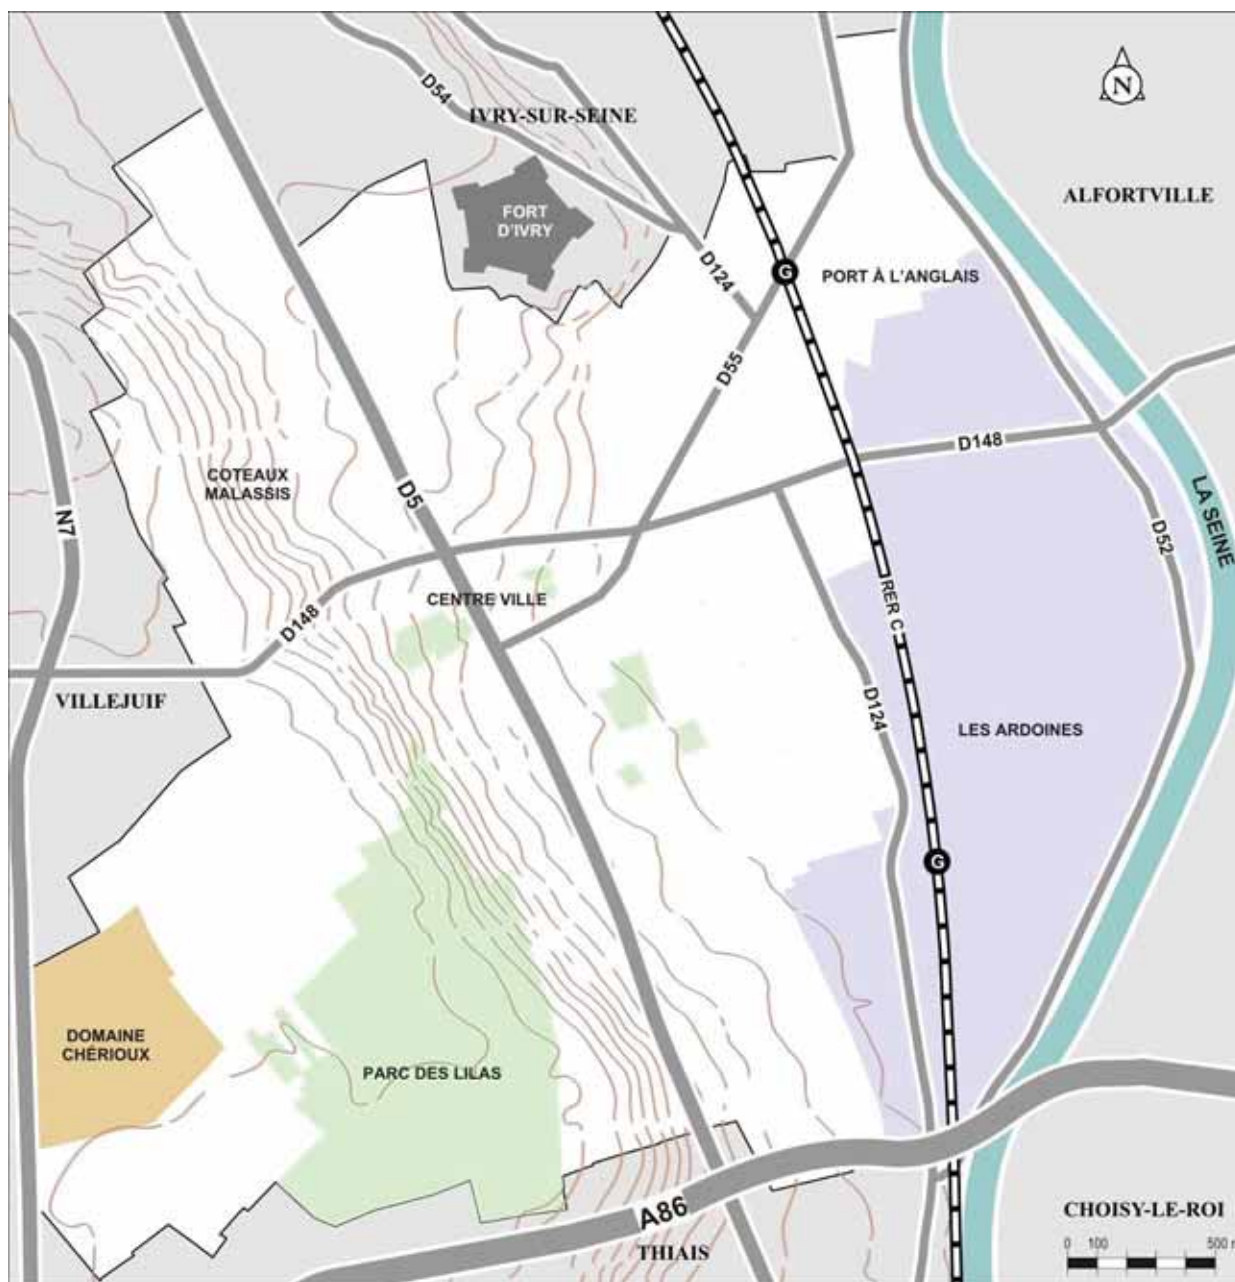 D54
IVRY-SUR-SEINE
N
ALFORTVILLE
FORT
D'IVRY
D124
G
PORT À L'ANGLAIS
D55
D148
COTEAUX
MALASSIS
D5
N7
LA SEINE
D52
RER C
CENTRE VILLE
D148
VILLEJUIF
D124
LES ARDOINES
G
DOMAINE
CHÉRIOUX
PARC DES LILAS
A86
THIAIS
CHOISY-LE-ROI
0 100 500 m